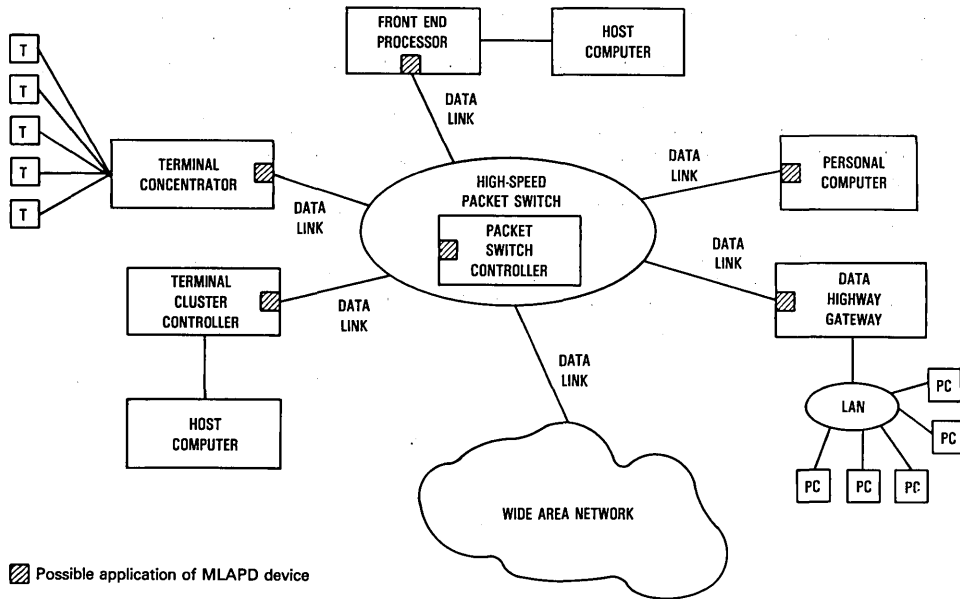 FRONT END
PROCESSOR
HOST
COMPUTER
T
T
T
T
T
DATA
LINK
TERMINAL
CONCENTRATOR
DATA
LINK
HIGH-SPEED
PACKET SWITCH
PACKET
SWITCH
CONTROLLER
DATA
LINK
PERSONAL
COMPUTER
TERMINAL
CLUSTER
CONTROLLER
DATA
LINK
DATA
LINK
DATA
HIGHWAY
GATEWAY
HOST
COMPUTER
DATA
LINK
LAN
PC
PC
PC
PC
PC
WIDE AREA NETWORK
Possible application of MLAPD device